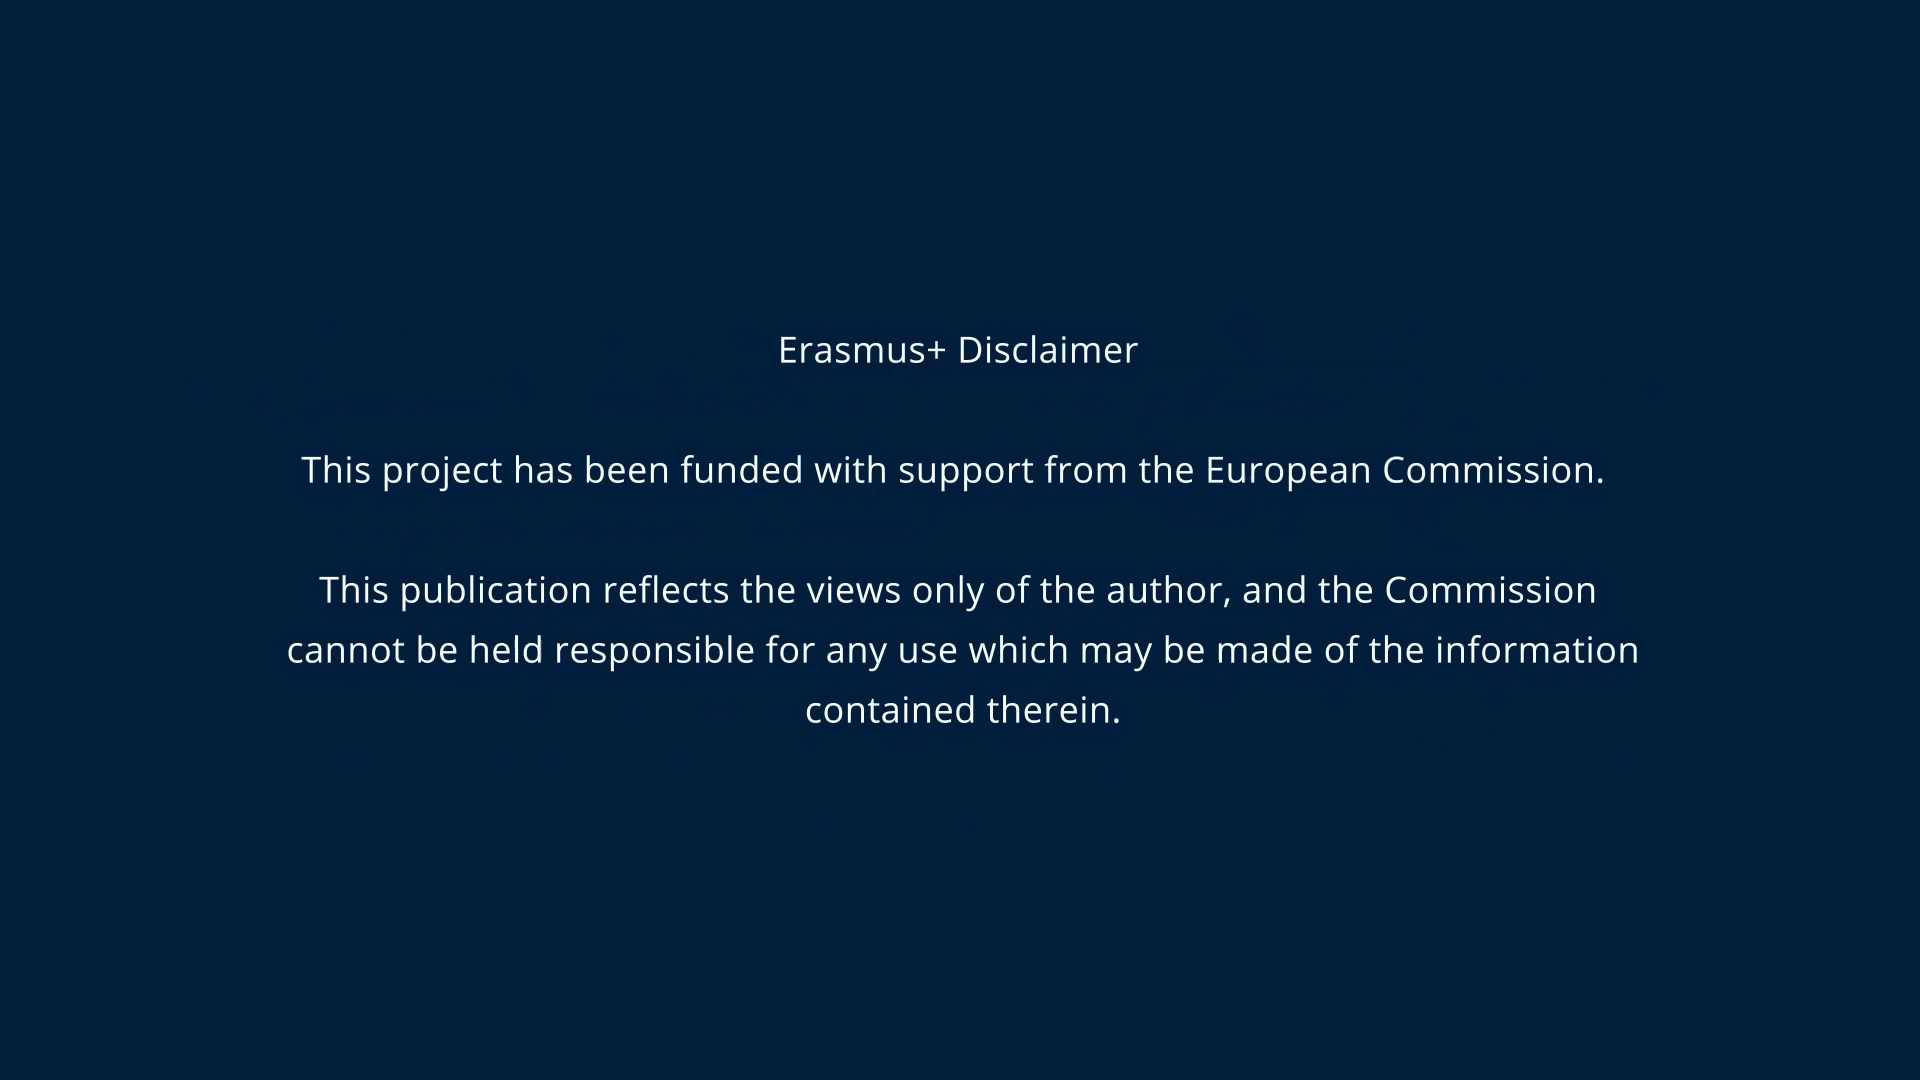 Erasmus+ Disclaimer
This project has been funded with support from the European Commission.
This publication reflects the views only of the author, and the Commission
cannot be held responsible for any use which may be made of the information
contained therein.